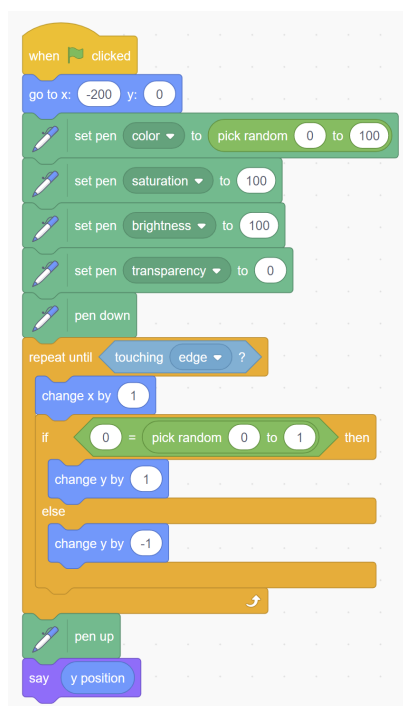 when clicked
go to x: -200 y: 0
set pen color to pick random 0 to 100
set pen saturation to 100
set pen brightness to 100
set pen transparency to 0
pen down
repeat until touching edge ?
change x by 1
if 0 = pick random 0 to 1 then
change y by 1
else
change y by -1
pen up
say y position